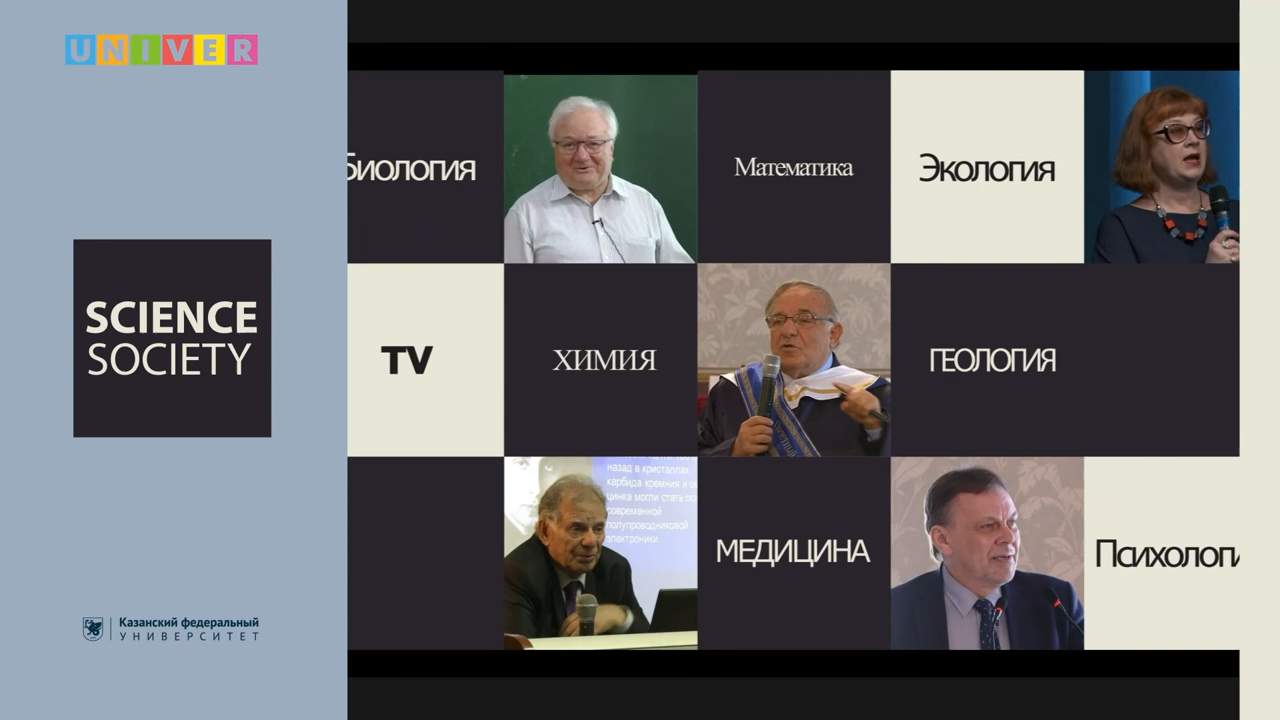 UNIVER
SCIENCE
SOCIETY
Казанский федеральный
УНИВЕРСИТЕТ
Биология
Математика
Экология
TV
ХИМИЯ
ГЕОЛОГИЯ
назад в кристаллах
карбида кремния и
цинка могли стать
современной
полупроводниковой
электроники
МЕДИЦИНА
Психологи